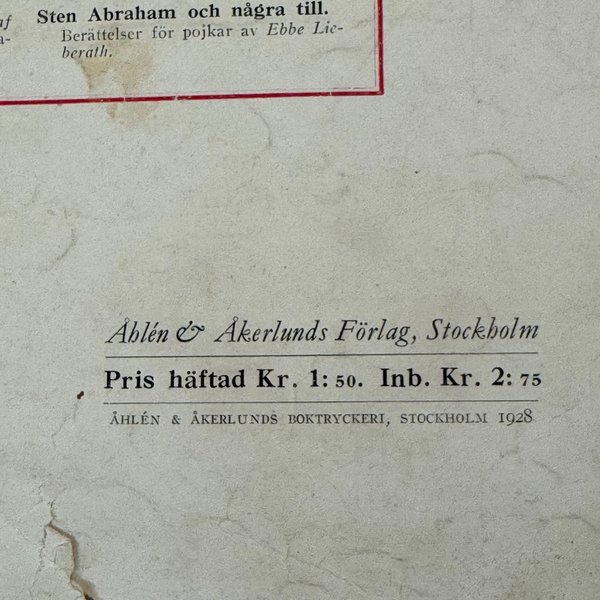 af
Sten Abraham och några till.
a-
Berättelser för pojkar av Ebbe Lie-
berath.
Åhlén & Åkerlunds Förlag, Stockholm
Pris häftad Kr. 1: 50. Inb. Kr. 2: 75
ÅHLÉN & ÅKERLUNDS BOKTRYCKERI, STOCKHOLM 1928